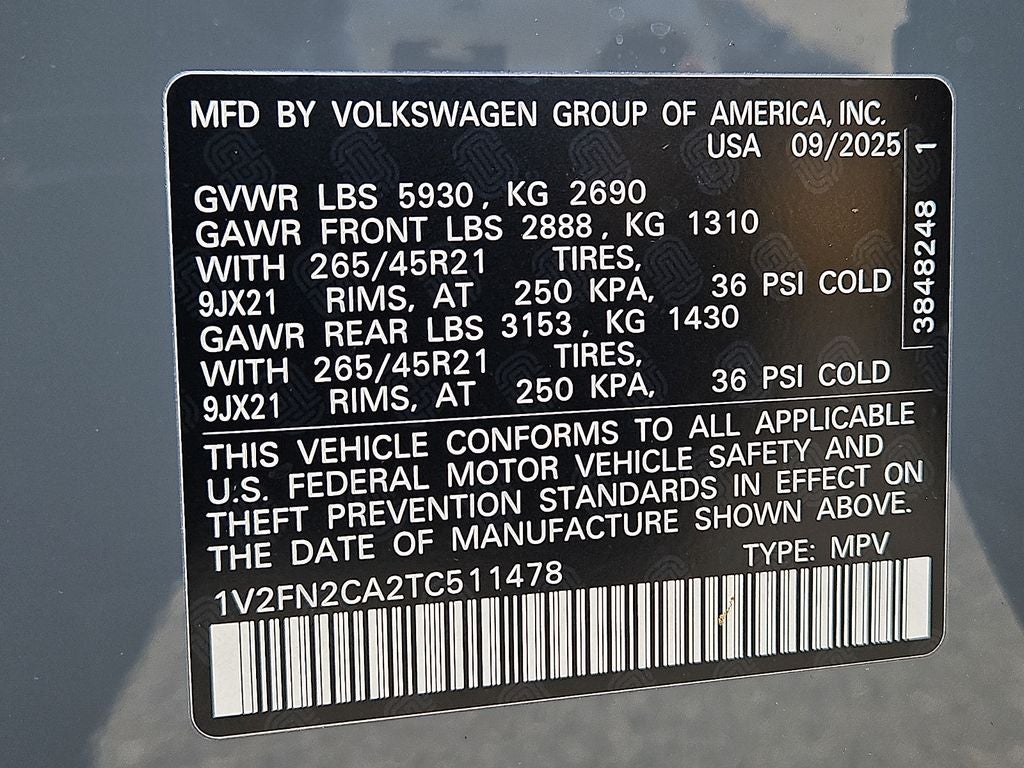 MFD BY VOLKSWAGEN GROUP OF AMERICA, INC.
USA 09/2025
GVWR LBS 5930, KG 2690
GAWR FRONT LBS 2888, KG 1310
WITH 265/45R21 TIRES,
9JX21 RIMS, AT 250 KPA, 36 PSI COLD
GAWR REAR LBS 3153, KG 1430
WITH 265/45R21 TIRES,
9JX21 RIMS, AT 250 KPA, 36 PSI COLD
THIS VEHICLE CONFORMS TO ALL APPLICABLE
U.S. FEDERAL MOTOR VEHICLE SAFETY AND
THEFT PREVENTION STANDARDS IN EFFECT ON
THE DATE OF MANUFACTURE SHOWN ABOVE.
1V2FN2CA2TC511478 TYPE: MPV
3848248 1